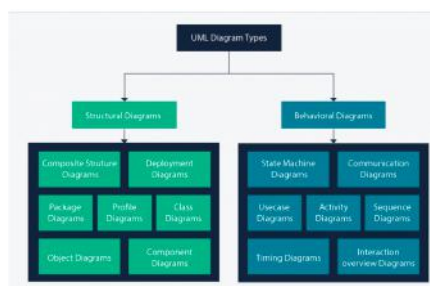 UML Diagram Types
Structural Diagrams
Behavioral Diagrams
Composite Struture
Diagrams
Deployment
Diagrams
Package
Diagrams
Profile
Diagrams
Class
Diagrams
Object Diagrams
Component
Diagrams
State Machine
Diagrams
Communication
Diagrams
Usecase
Diagrams
Activity
Diagrams
Sequence
Diagrams
Timing Diagrams
Interaction
overview Diagrams